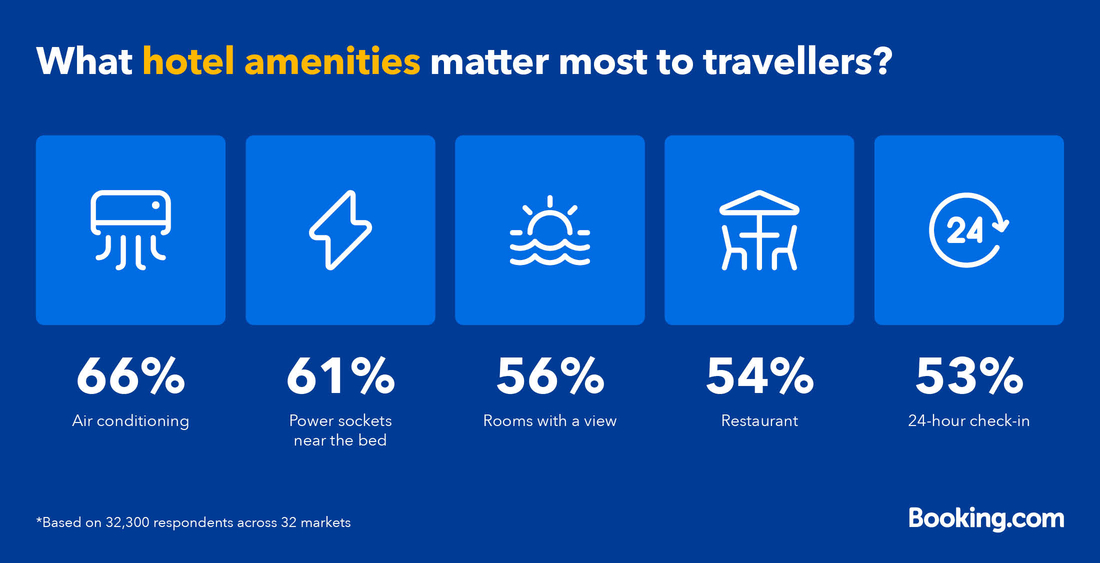 What hotel amenities matter most to travellers?
24
66%
Air conditioning
61%
Power sockets
near the bed
56%
Rooms with a view
54%
Restaurant
53%
24-hour check-in
*Based on 32,300 respondents across 32 markets
Booking.com